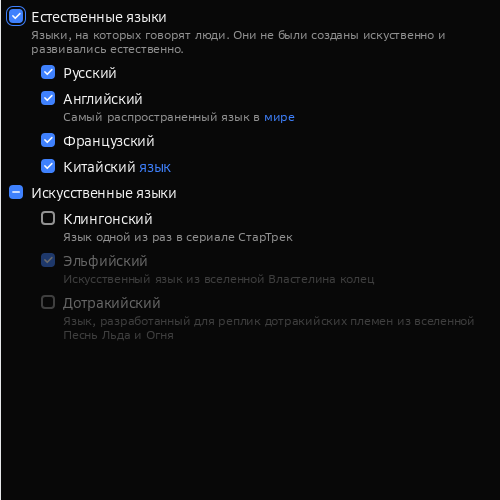 Естественные языки
Языки, на которых говорят люди. Они не были созданы искуственно и
развивались естественно.
Русский
Английский
Самый распространенный язык в мире
Французский
Китайский язык
Искусственные языки
Клингонский
Язык одной из раз в сериале СтарТрек
Эльфийский
Искусственный язык из вселенной Властелина колец
Дотракийский
Язык, разработанный для реплик дотракийских племен из вселенной
Песнь Льда и Огня